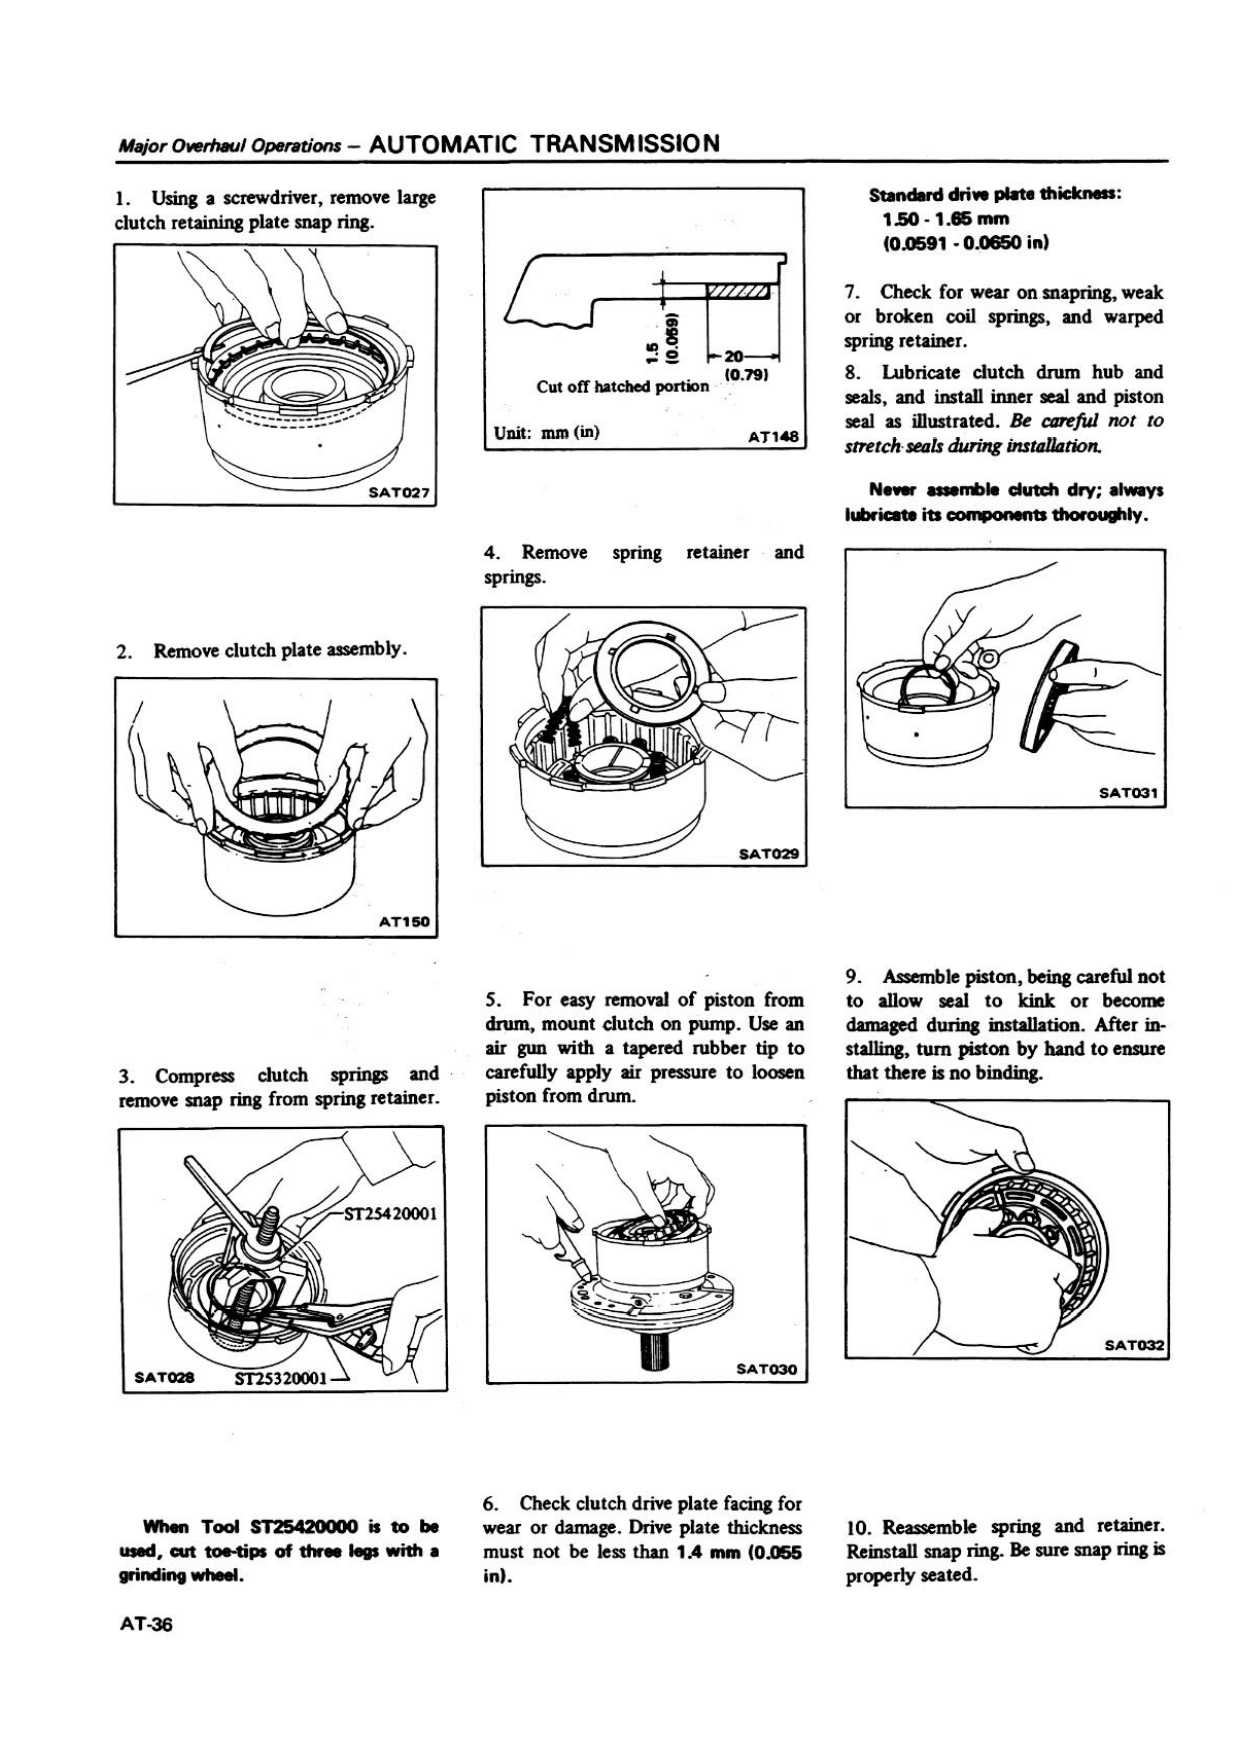 Major Overhaul Operations – AUTOMATIC TRANSMISSION
1. Using a screwdriver, remove large
clutch retaining plate snap ring.
SAT027
2. Remove clutch plate assembly.
AT150
3. Compress clutch springs and
remove snap ring from spring retainer.
ST25420001
SAT028
ST25320001
When Tool ST25420000 is to be
used, cut toe-tips of three legs with a
grinding wheel.
1.5
(0.059)
20
(0.79)
Cut off hatched portion
Unit: mm (in)
AT148
4. Remove spring retainer and
springs.
SAT029
5. For easy removal of piston from
drum, mount clutch on pump. Use an
air gun with a tapered rubber tip to
carefully apply air pressure to loosen
piston from drum.
SAT030
6. Check clutch drive plate facing for
wear or damage. Drive plate thickness
must not be less than 1.4 mm (0.055
in).
Standard drive plate thickness:
1.50 - 1.65 mm
(0.0591 - 0.0650 in)
7. Check for wear on snapring, weak
or broken coil springs, and warped
spring retainer.
8. Lubricate clutch drum hub and
seals, and install inner seal and piston
seal as illustrated. Be careful not to
stretch seals during installation.
Never assemble clutch dry; always
lubricate its components thoroughly.
SAT031
9. Assemble piston, being careful not
to allow seal to kink or become
damaged during installation. After in-
stalling, turn piston by hand to ensure
that there is no binding.
SAT032
10. Reassemble spring and retainer.
Reinstall snap ring. Be sure snap ring is
properly seated.
AT-36